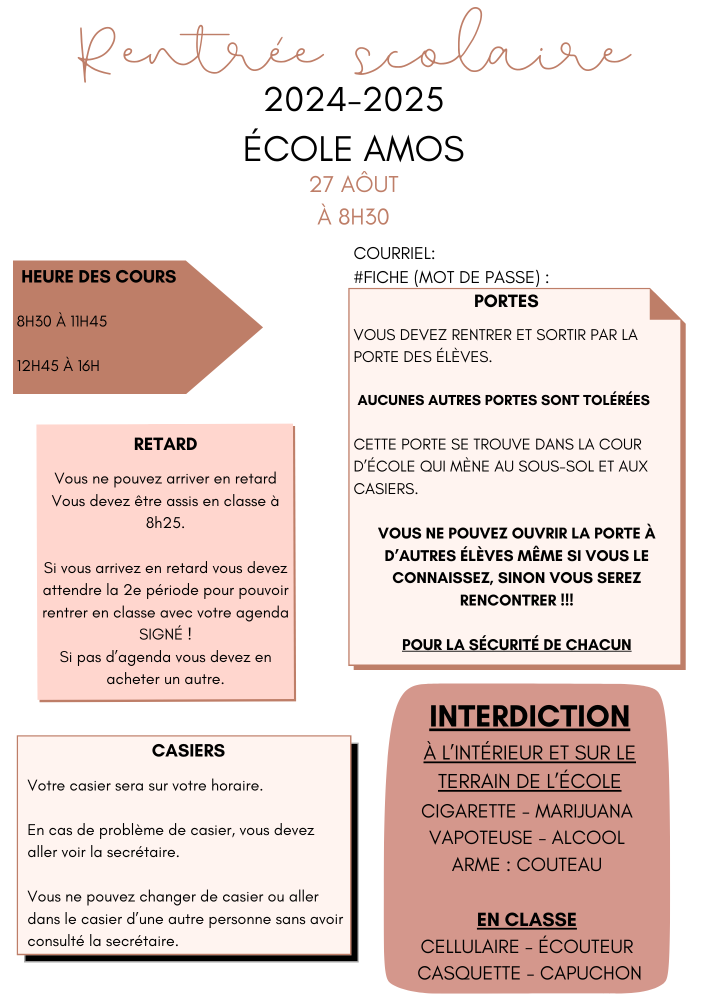 Rentrée scolaire
2024-2025
ÉCOLE AMOS
27 AÔUT
À 8H30
HEURE DES COURS
8H30 À 11H45
12H45 À 16H
RETARD
Vous ne pouvez arriver en retard
Vous devez être assis en classe à
8h25.
Si vous arrivez en retard vous devez
attendre la 2e période pour pouvoir
rentrer en classe avec votre agenda
SIGNÉ !
Si pas d’agenda vous devez en
acheter un autre.
CASIERS
Votre casier sera sur votre horaire.
En cas de problème de casier, vous devez
aller voir la secrétaire.
Vous ne pouvez changer de casier ou aller
dans le casier d’une autre personne sans avoir
consulté la secrétaire.
COURRIEL:
#FICHE (MOT DE PASSE) :
PORTES
VOUS DEVEZ RENTRER ET SORTIR PAR LA
PORTE DES ÉLÈVES.
AUCUNES AUTRES PORTES SONT TOLÉRÉES
CETTE PORTE SE TROUVE DANS LA COUR
D’ÉCOLE QUI MÈNE AU SOUS-SOL ET AUX
CASIERS.
VOUS NE POUVEZ OUVRIR LA PORTE À
D’AUTRES ÉLÈVES MÊME SI VOUS LE
CONNAISSEZ, SINON VOUS SEREZ
RENCONTRER !!!
POUR LA SÉCURITÉ DE CHACUN
INTERDICTION
À L’INTÉRIEUR ET SUR LE
TERRAIN DE L’ÉCOLE
CIGARETTE - MARIJUANA
VAPOTEUSE - ALCOOL
ARME : COUTEAU
EN CLASSE
CELLULAIRE - ÉCOUTEUR
CASQUETTE - CAPUCHON